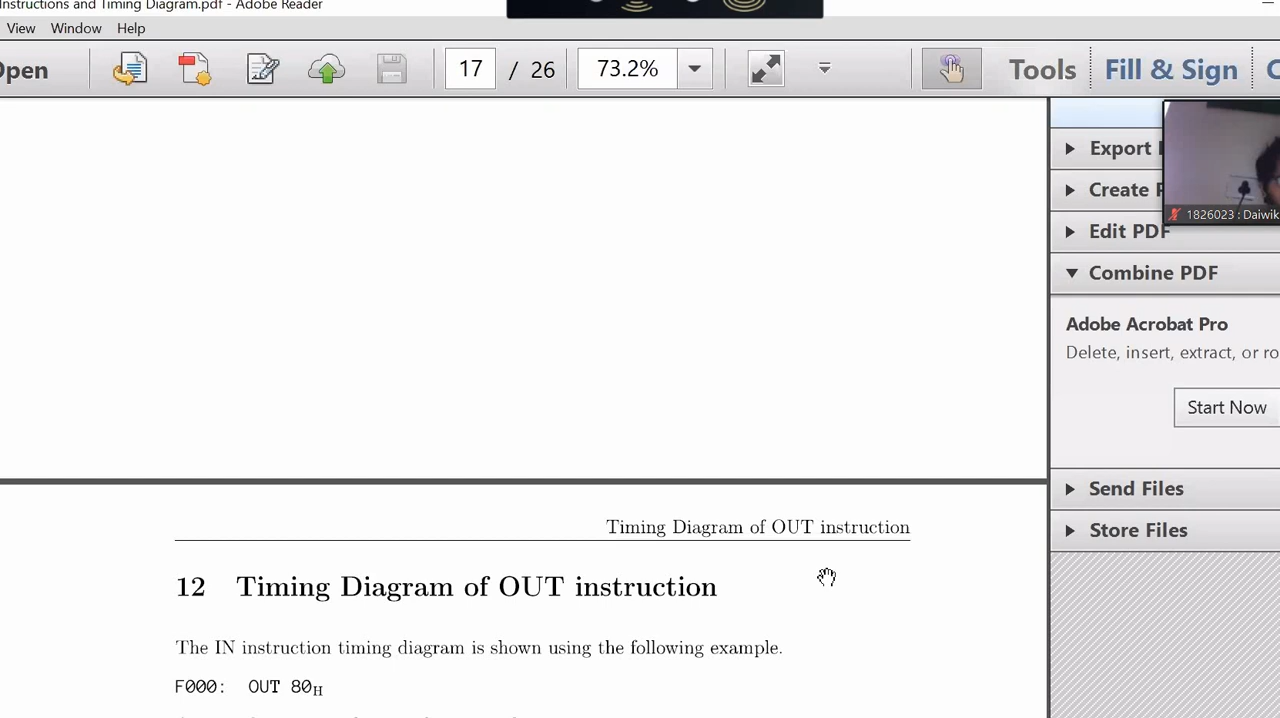 Instructions and Timing Diagram.pdf - Adobe Reader
View Window Help
Open
17 / 26
73.2%
Tools
Fill & Sign
Export
Create
Edit PDF
Combine PDF
Adobe Acrobat Pro
Delete, insert, extract, or ro
Start Now
Send Files
Store Files
1826023 : Daiwik
Timing Diagram of OUT instruction
12 Timing Diagram of OUT instruction
The IN instruction timing diagram is shown using the following example.
F000: OUT 80H